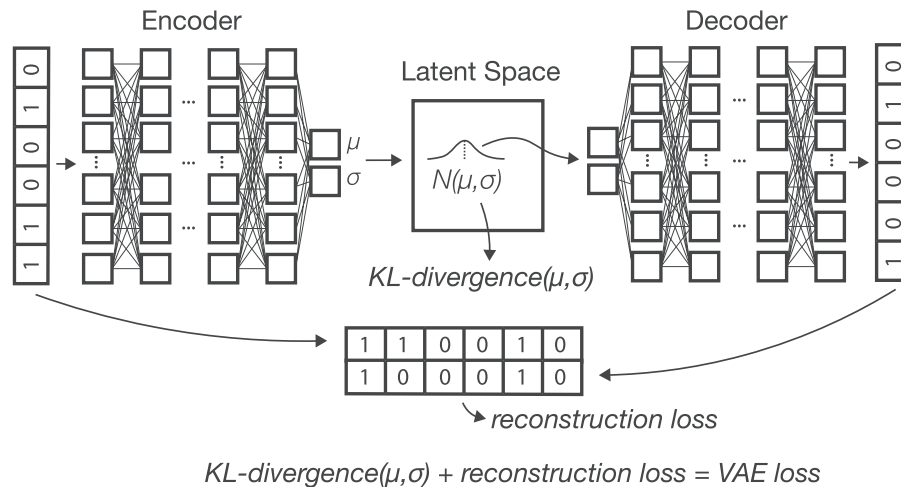 Encoder
Decoder
Latent Space
0
1
0
0
1
1
...
...
...
...
...
...
μ
σ
N(μ,σ)
KL-divergence(μ,σ)
...
...
...
...
...
...
0
1
0
0
0
1
1 1 0 0 1 0
1 0 0 0 1 0
reconstruction loss
KL-divergence(μ,σ) + reconstruction loss = VAE loss